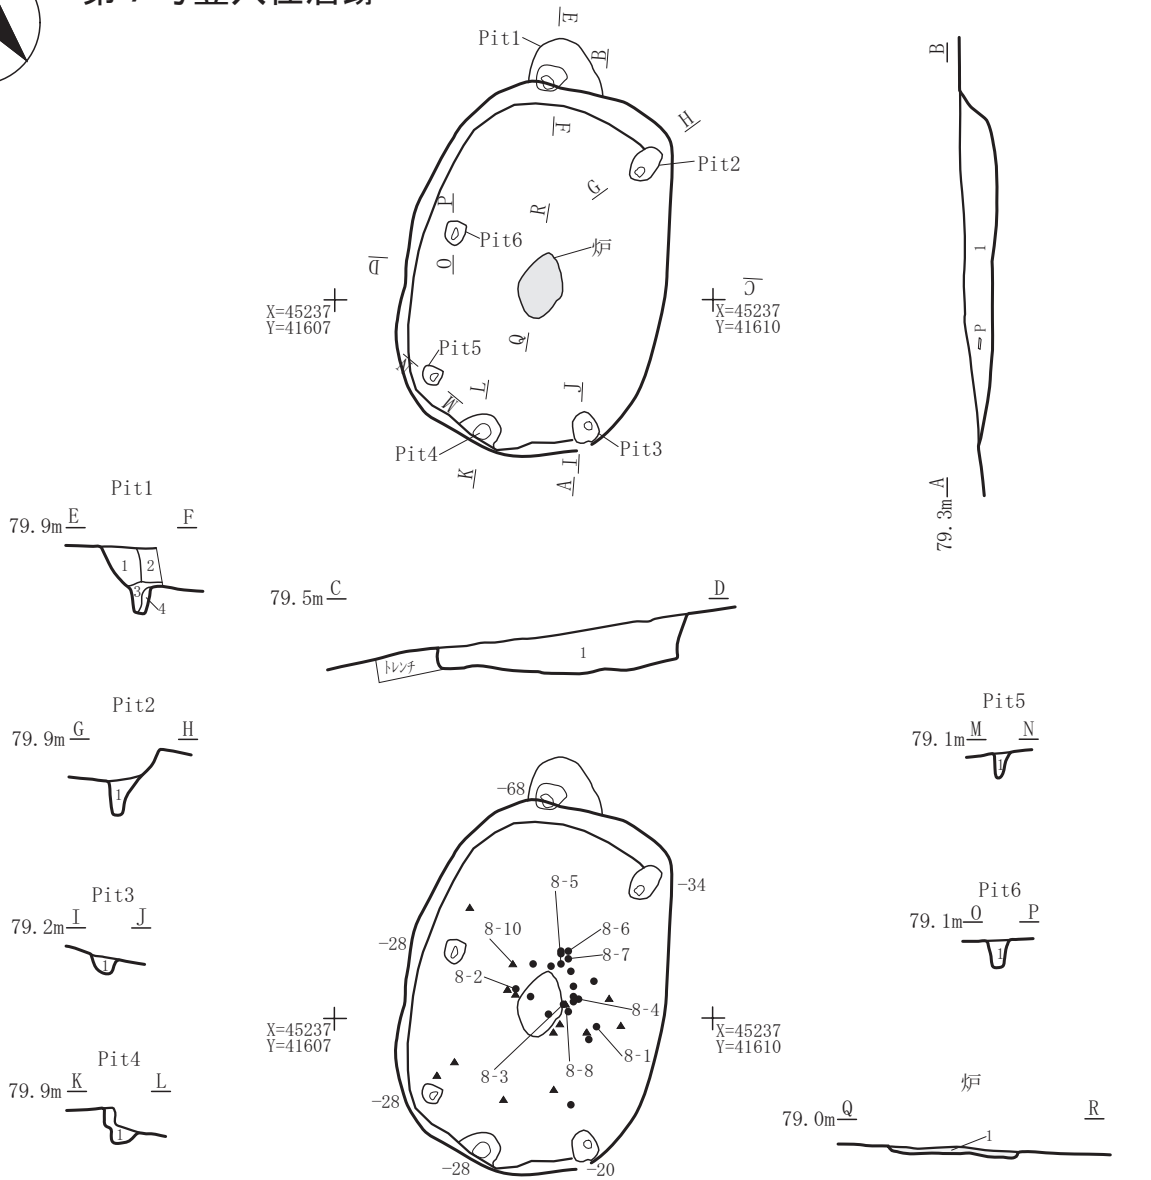 E
Pit1
B
F
H
Pit2
G
P
R
Pit6
炉
O
D
C
X=45237
Y=41607
X=45237
Y=41610
Q
Pit5
N
M
L
J
Pit4
Pit3
K
I
A
B
1
P
A
79.3m
Pit1
79.9m E F
1
2
3
4
79.5m C D
トレンチ
1
Pit2
79.9m G H
1
Pit5
79.1m M N
1
Pit3
79.2m I J
1
Pit6
79.1m O P
1
Pit4
79.9m K L
1
-68
-34
8-5
8-10
8-6
8-7
-28
8-2
8-4
X=45237
Y=41607
X=45237
Y=41610
8-1
8-3
8-8
-28
-28
-20
炉
79.0m Q R
1